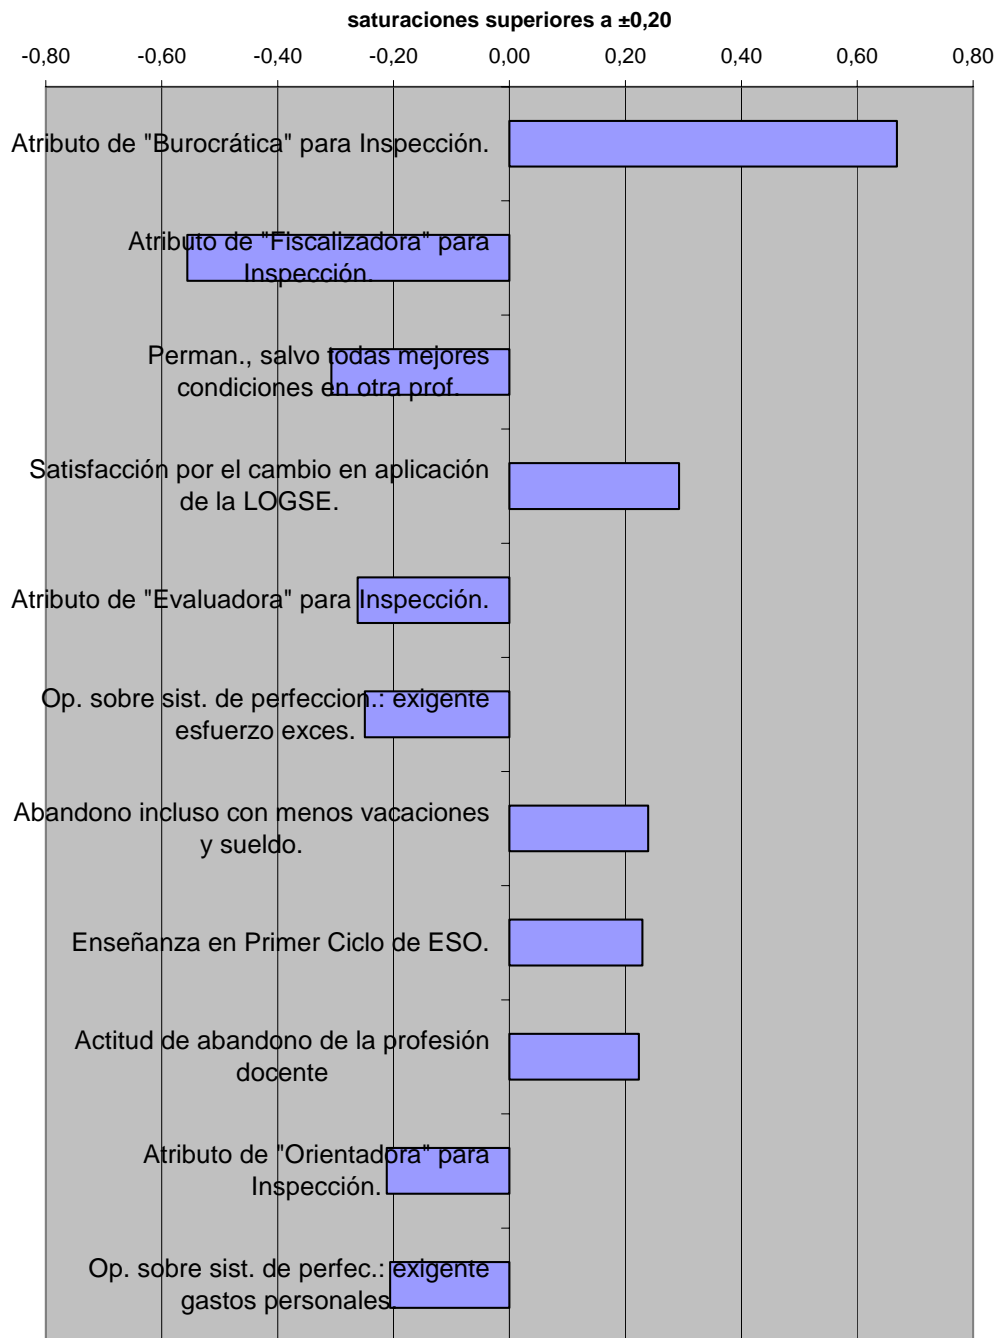 saturaciones superiores a ±0,20
-0,80 -0,60 -0,40 -0,20 0,00 0,20 0,40 0,60 0,80
Atributo de "Burocrática" para Inspección.
Atributo de "Fiscalizadora" para
Inspección.
Perman., salvo todas mejores
condiciones en otra prof.
Satisfacción por el cambio en aplicación
de la LOGSE.
Atributo de "Evaluadora" para Inspección.
Op. sobre sist. de perfeccion.: exigente
esfuerzo exces.
Abandono incluso con menos vacaciones
y sueldo.
Enseñanza en Primer Ciclo de ESO.
Actitud de abandono de la profesión
docente
Atributo de "Orientadora" para
Inspección.
Op. sobre sist. de perfec.: exigente
gastos personales.